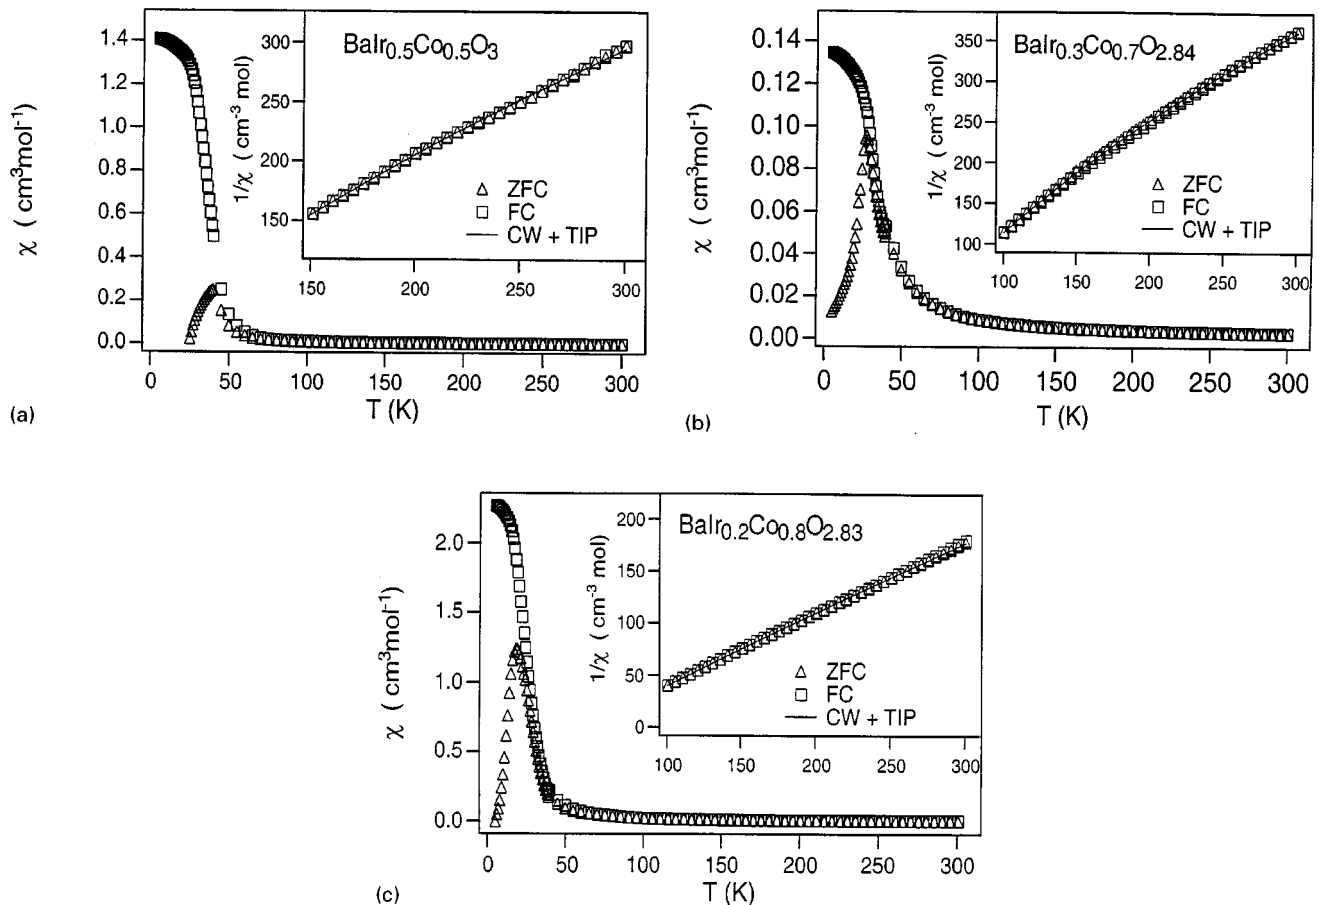 BaIr0.5Co0.5O3
χ ( cm3mol-1)
1.4
1.2
1.0
0.8
0.6
0.4
0.2
0.0
1/χ ( cm-3 mol)
300
250
200
150
ZFC
FC
CW + TIP
150 200 250 300
0 50 100 150 200 250 300
T (K)
(a)
BaIr0.3Co0.7O2.84
χ ( cm3mol-1)
0.14
0.12
0.10
0.08
0.06
0.04
0.02
0.00
1/χ ( cm-3 mol)
350
300
250
200
150
100
ZFC
FC
CW + TIP
100 150 200 250 300
0 50 100 150 200 250 300
T (K)
(b)
BaIr0.2Co0.8O2.83
χ ( cm3mol-1)
2.0
1.5
1.0
0.5
0.0
1/χ ( cm-3 mol)
200
150
100
50
0
ZFC
FC
CW + TIP
100 150 200 250 300
0 50 100 150 200 250 300
T (K)
(c)